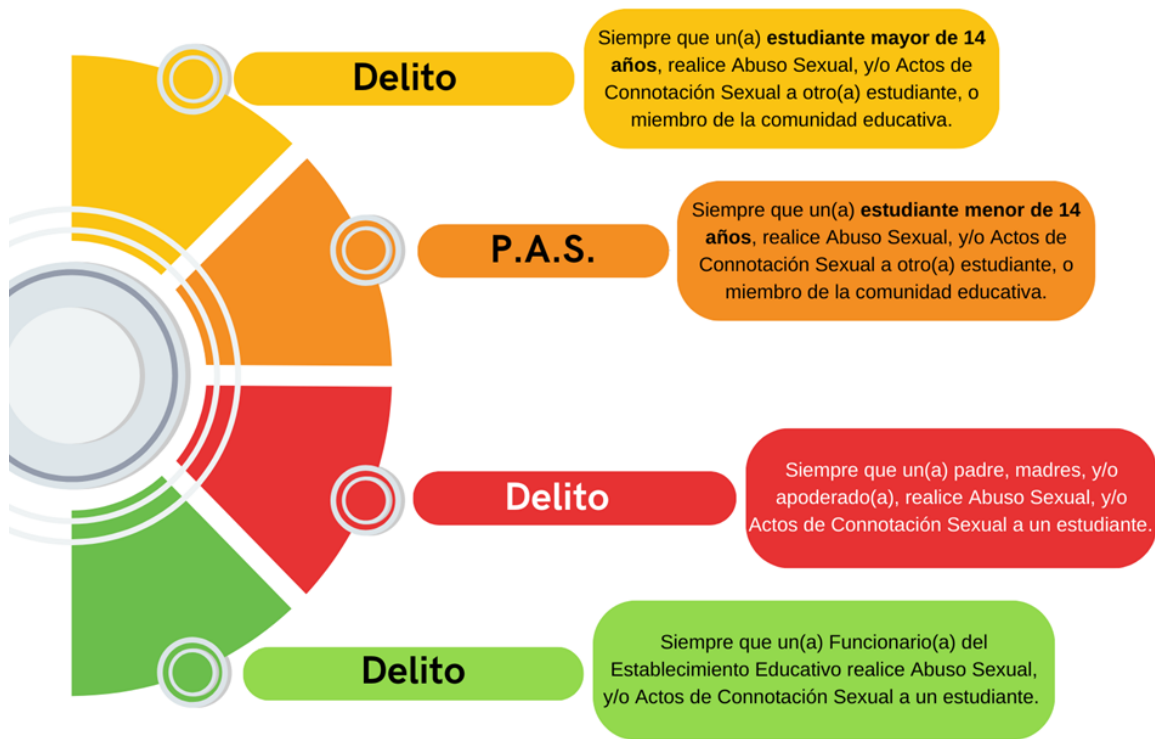 Delito
Siempre que un(a) estudiante mayor de 14
años, realice Abuso Sexual, y/o Actos de
Connotación Sexual a otro(a) estudiante, o
miembro de la comunidad educativa.
P.A.S.
Siempre que un(a) estudiante menor de 14
años, realice Abuso Sexual, y/o Actos de
Connotación Sexual a otro(a) estudiante, o
miembro de la comunidad educativa.
Delito
Siempre que un(a) padre, madres, y/o
apoderado(a), realice Abuso Sexual, y/o
Actos de Connotación Sexual a un estudiante.
Delito
Siempre que un(a) Funcionario(a) del
Establecimiento Educativo realice Abuso Sexual,
y/o Actos de Connotación Sexual a un estudiante.